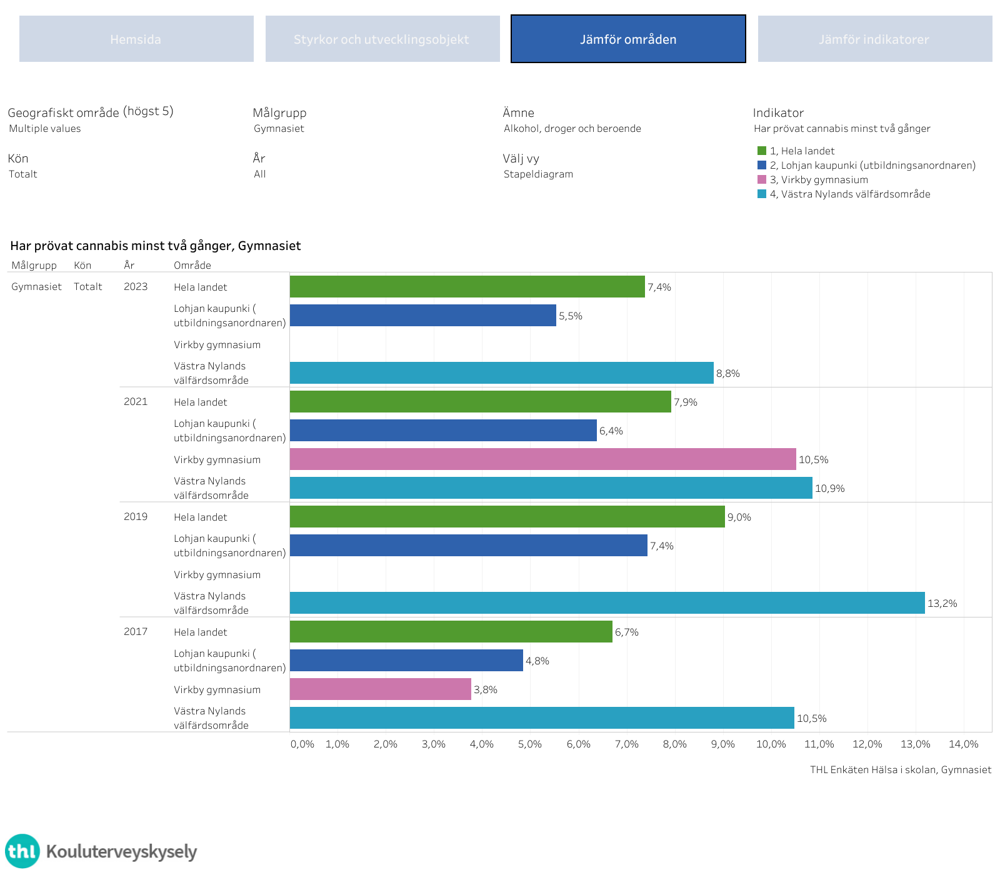 Hemsida
Styrkor och utvecklingsobjekt
Jämför områden
Jämför indikatorer
Geografiskt område (högst 5)
Multiple values
Målgrupp
Gymnasiet
Ämne
Alkohol, droger och beroende
Indikator
Har prövat cannabis minst två gånger
Kön
Totalt
År
All
Välj vy
Stapeldiagram
1, Hela landet
2, Lohjan kaupunki (utbildningsanordnaren)
3, Virkby gymnasium
4, Västra Nylands välfärdsområde
Har prövat cannabis minst två gånger, Gymnasiet
Målgrupp Kön År Område
Gymnasiet Totalt 2023 Hela landet 7,4%
Lohjan kaupunki (
utbildningsanordnaren) 5,5%
Virkby gymnasium
Västra Nylands
välfärdsområde 8,8%
2021 Hela landet 7,9%
Lohjan kaupunki (
utbildningsanordnaren) 6,4%
Virkby gymnasium 10,5%
Västra Nylands
välfärdsområde 10,9%
2019 Hela landet 9,0%
Lohjan kaupunki (
utbildningsanordnaren) 7,4%
Virkby gymnasium
Västra Nylands
välfärdsområde 13,2%
2017 Hela landet 6,7%
Lohjan kaupunki (
utbildningsanordnaren) 4,8%
Virkby gymnasium 3,8%
Västra Nylands
välfärdsområde 10,5%
0,0% 1,0% 2,0% 3,0% 4,0% 5,0% 6,0% 7,0% 8,0% 9,0% 10,0% 11,0% 12,0% 13,0% 14,0%
THL Enkäten Hälsa i skolan, Gymnasiet
thl Kouluterveyskysely